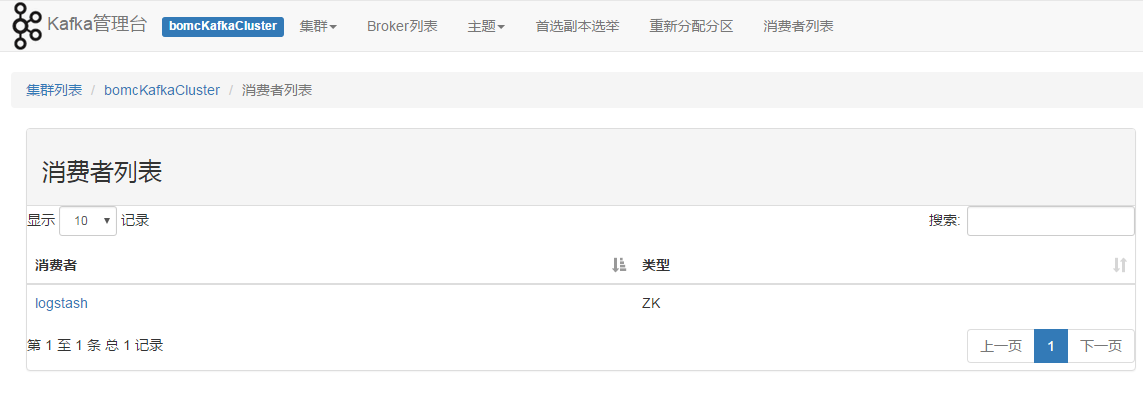 Kafka管理台 bomcKafkaCluster 集群 Broker列表 主题 首选副本选举 重新分配分区 消费者列表
集群列表 / bomcKafkaCluster / 消费者列表
消费者列表
显示 10 记录 搜索:
消费者 类型
logstash ZK
第 1 至 1 条 总 1 记录 上一页 1 下一页